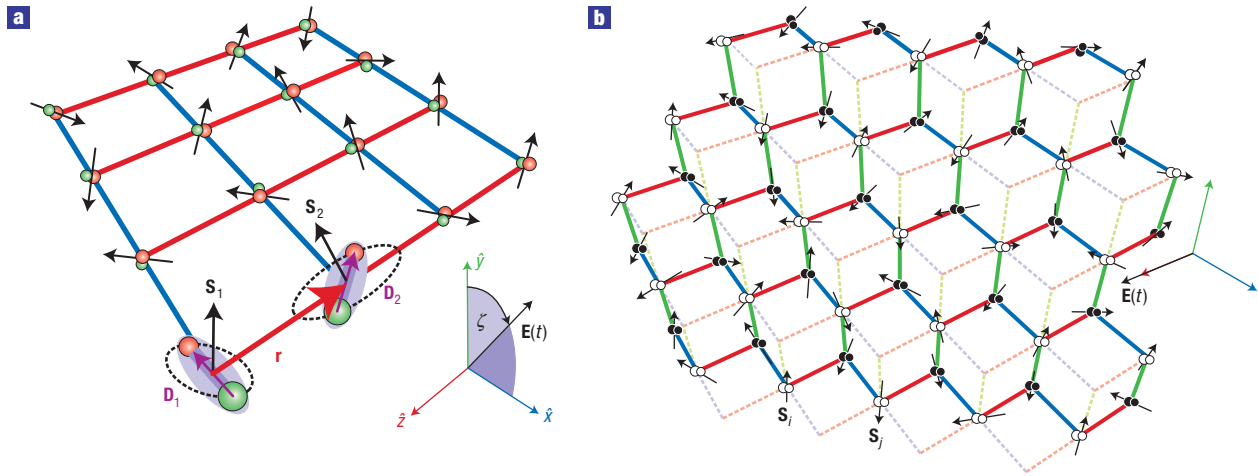 a
S₁
D₁
r
S₂
D₂
ŷ
ζ
E(t)
ẑ
x̂
b
Sᵢ
Sⱼ
E(t)